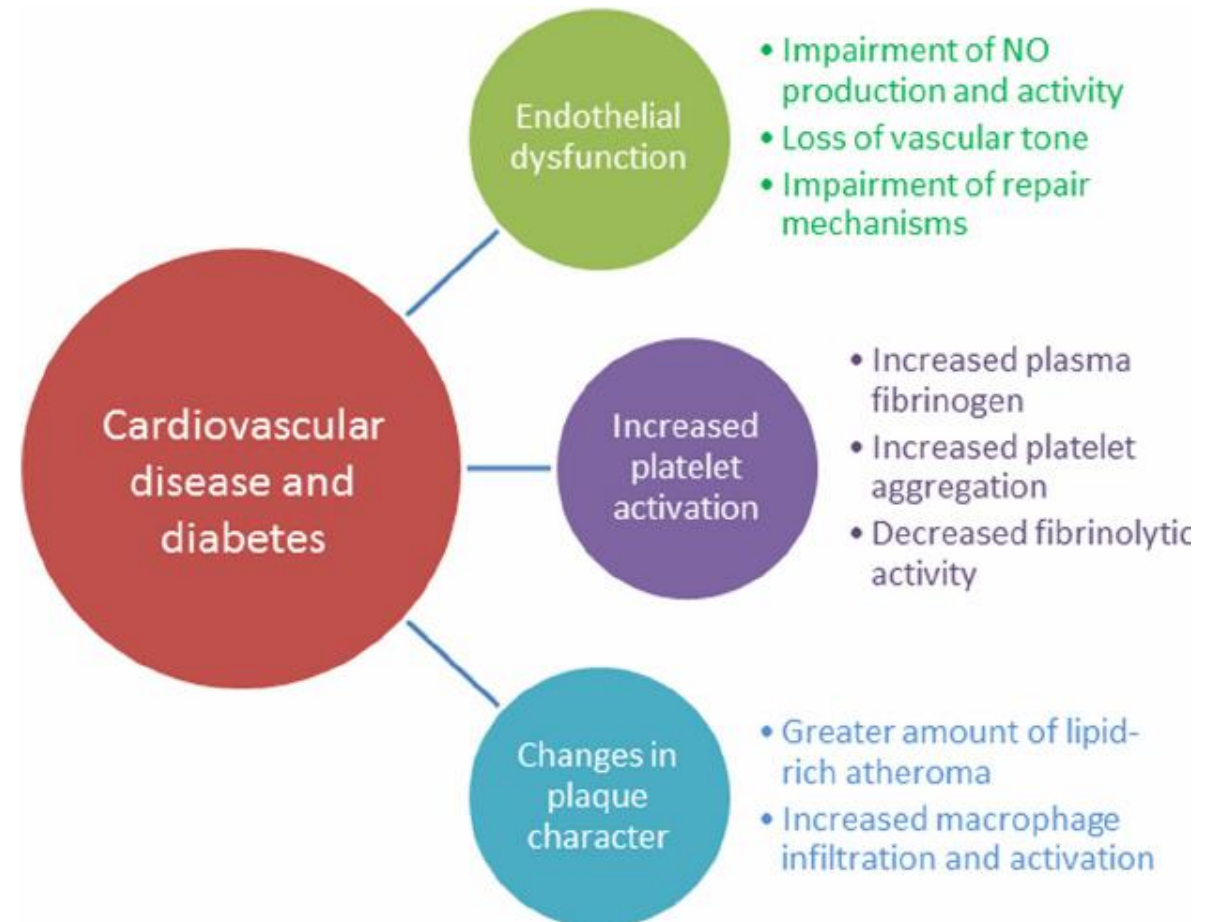 Cardiovascular
disease and
diabetes
Endothelial
dysfunction
• Impairment of NO
production and activity
• Loss of vascular tone
• Impairment of repair
mechanisms
Increased
platelet
activation
• Increased plasma
fibrinogen
• Increased platelet
aggregation
• Decreased fibrinolytic
activity
Changes in
plaque
character
• Greater amount of lipid-
rich atheroma
• Increased macrophage
infiltration and activation